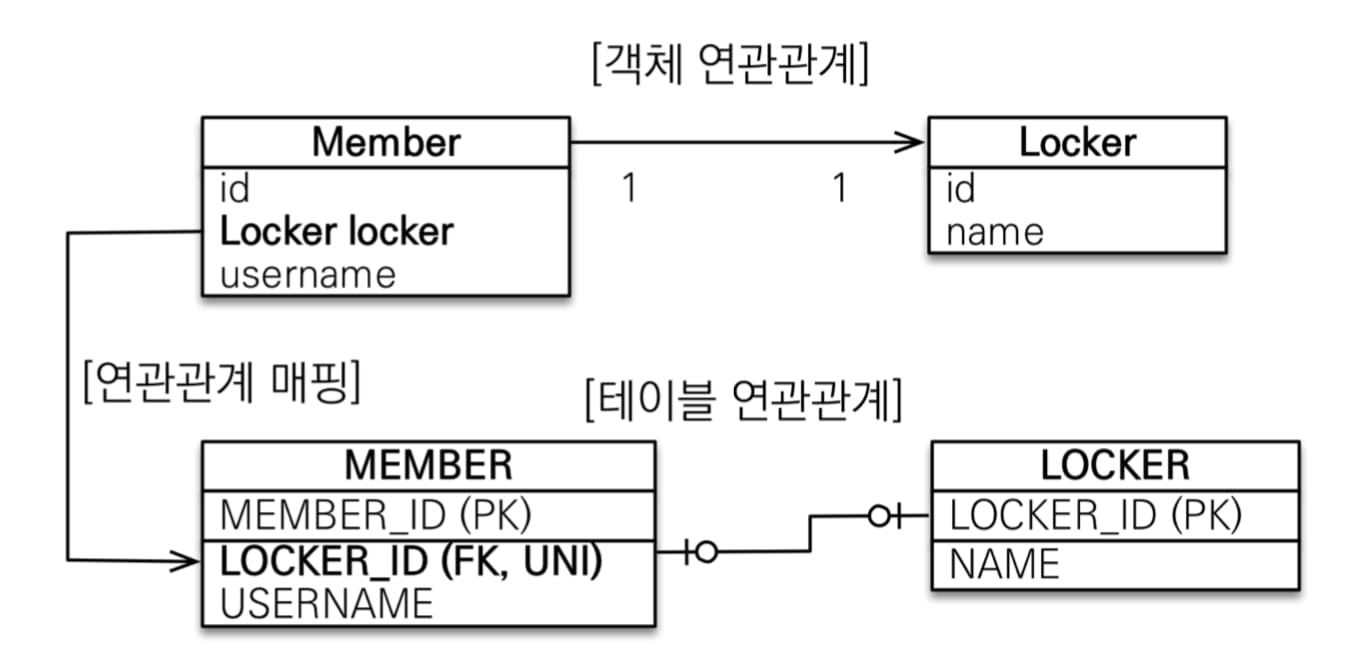 [객체 연관관계]
Member
id
Locker locker
username
1
1
Locker
id
name
[연관관계 매핑]
[테이블 연관관계]
MEMBER
MEMBER_ID (PK)
LOCKER_ID (FK, UNI)
USERNAME
LOCKER
LOCKER_ID (PK)
NAME